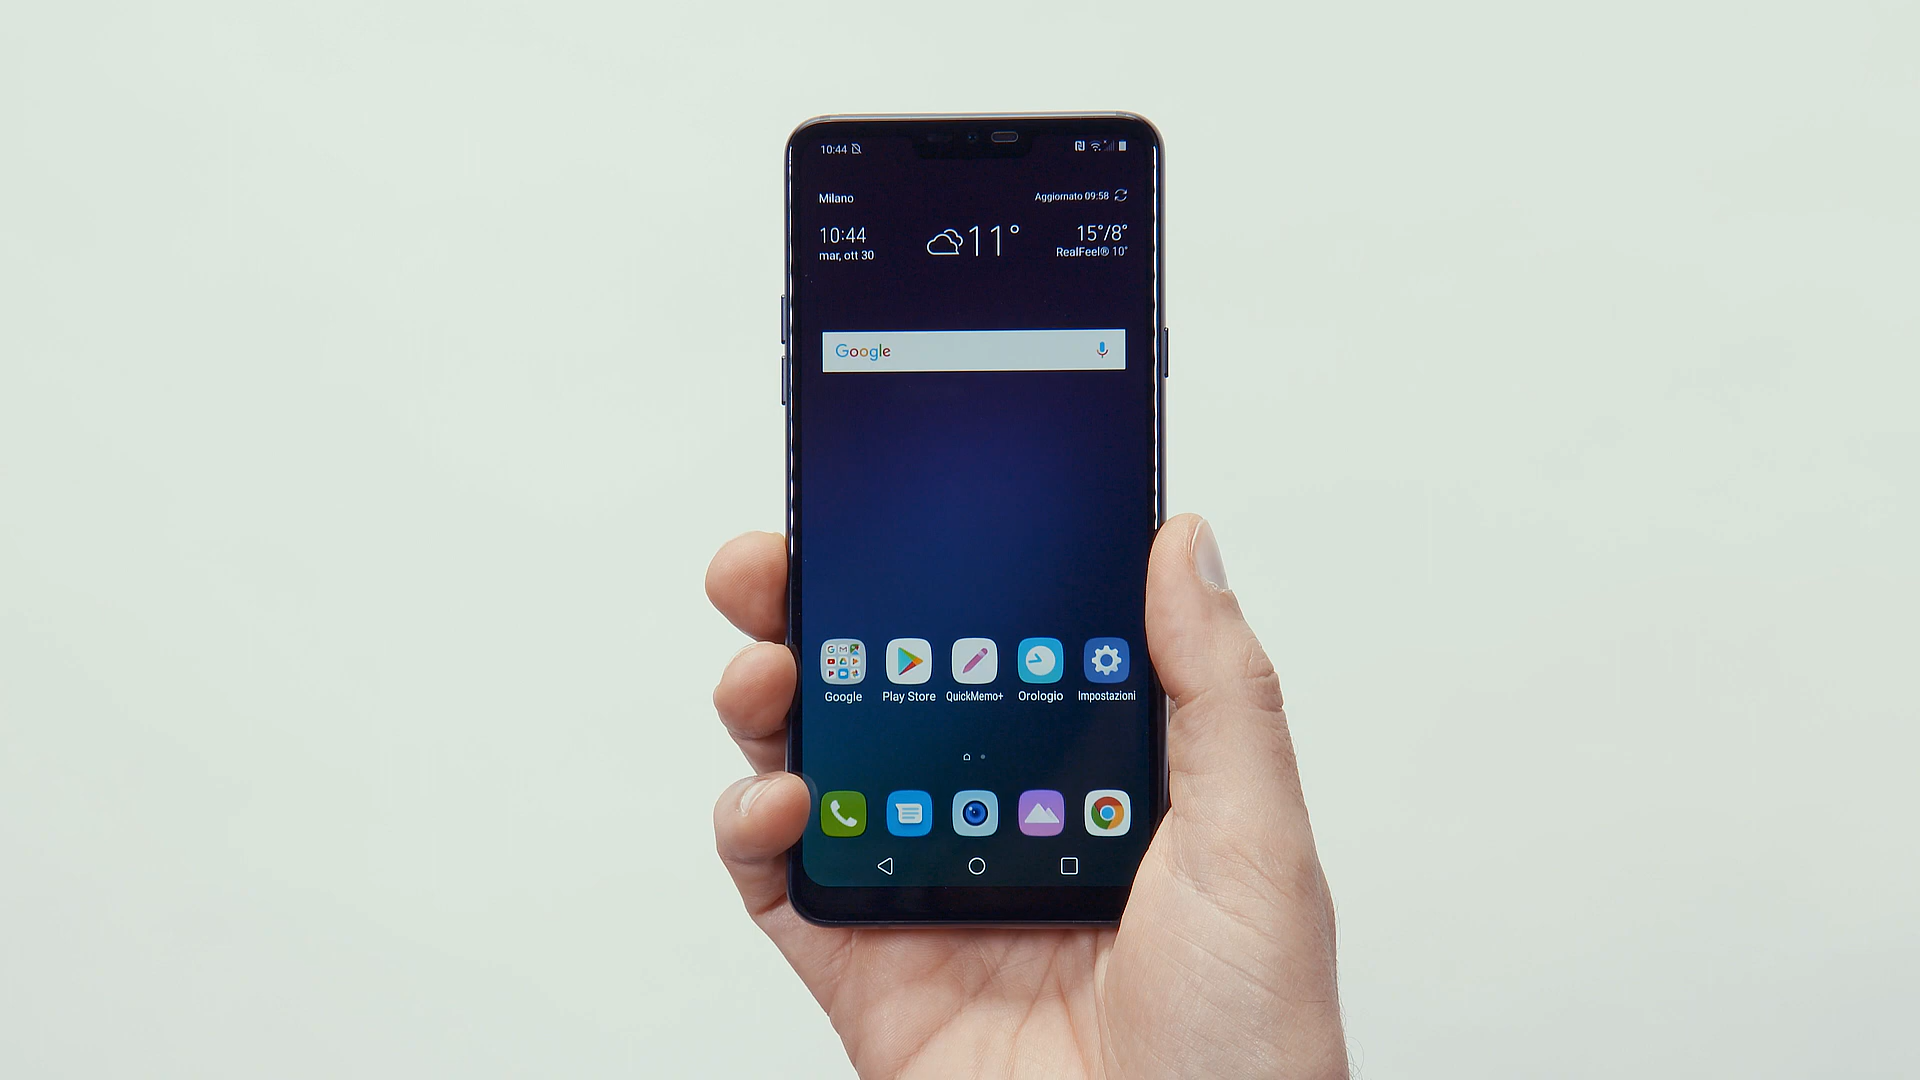 10:44
Milano
Aggiornato 09:58
10:44
mar, ott 30
11°
15°/8°
RealFeel® 10°
Google
Google
Play Store
QuickMemo+
Orologio
Impostazioni